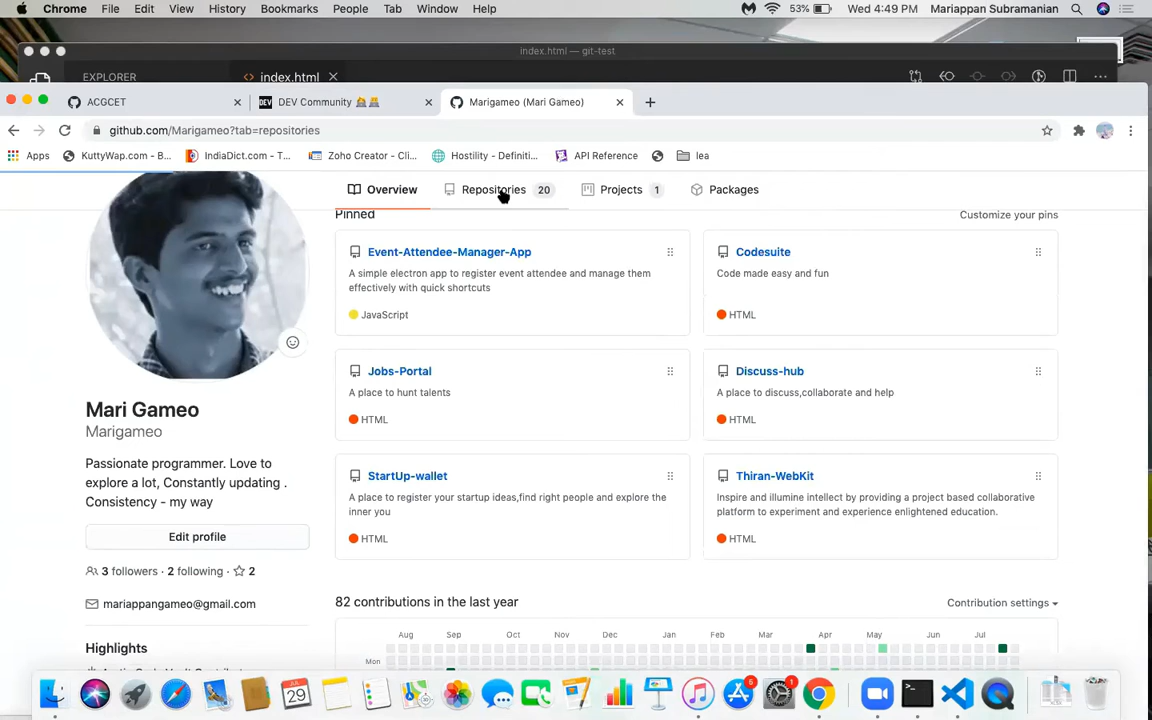 Chrome File Edit View History Bookmarks People Tab Window Help 53% Wed 4:49 PM Mariappan Subramanian
index.html — git-test
EXPLORER index.html
ACGCET DEV Community Marigameo (Mari Gameo)
github.com/Marigameo?tab=repositories
Apps KuttyWap.com - B... IndiaDict.com - T... Zoho Creator - Cli... Hostility - Definiti... API Reference lea
Overview Repositories 20 Projects 1 Packages
Pinned Customize your pins
Event-Attendee-Manager-App
A simple electron app to register event attendee and manage them
effectively with quick shortcuts
JavaScript
Codesuite
Code made easy and fun
HTML
Jobs-Portal
A place to hunt talents
HTML
Discuss-hub
A place to discuss,collaborate and help
HTML
StartUp-wallet
A place to register your startup ideas,find right people and explore the
inner you
HTML
Thiran-WebKit
Inspire and illumine intellect by providing a project based collaborative
platform to experiment and experience enlightened education.
HTML
Mari Gameo
Marigameo
Passionate programmer. Love to
explore a lot, Constantly updating .
Consistency - my way
Edit profile
3 followers · 2 following · 2
mariappangameo@gmail.com
Highlights
82 contributions in the last year Contribution settings
Aug Sep Oct Nov Dec Jan Feb Mar Apr May Jun Jul
Mon
JUL
29
6
1